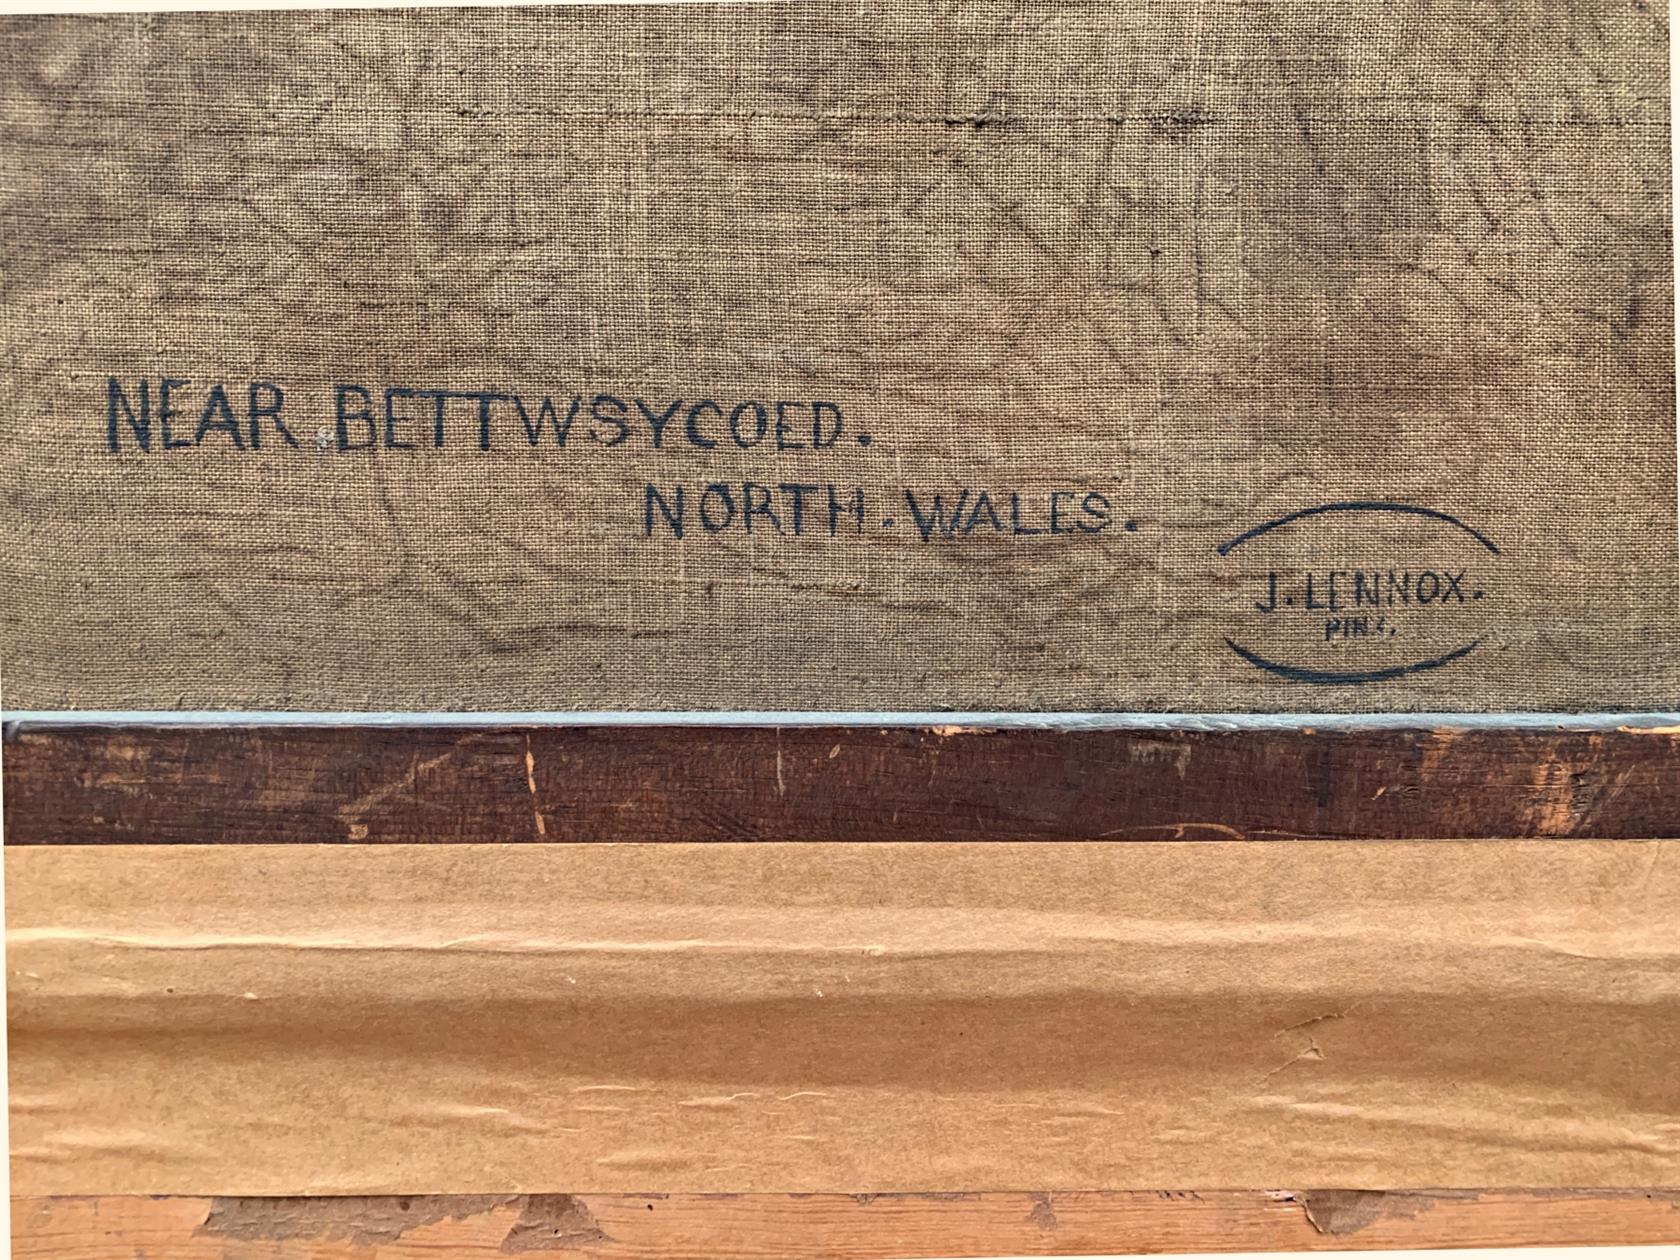 NEAR BETTWSYCOED.
NORTH. WALES.
J. LENNOX.
PINX.